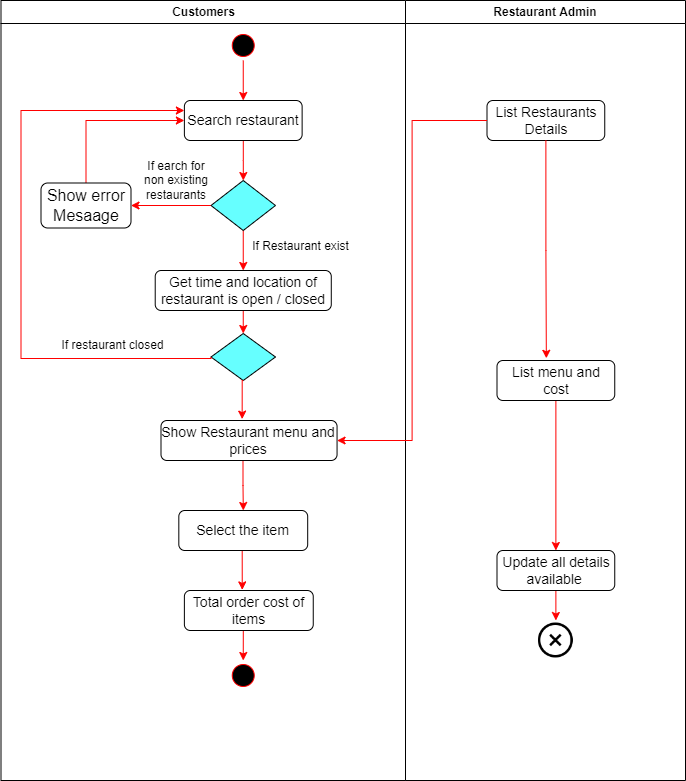 Customers
Restaurant Admin
Search restaurant
List Restaurants
Details
If earch for
non existing
restaurants
Show error
Mesaage
If Restaurant exist
Get time and location of
restaurant is open / closed
If restaurant closed
List menu and
cost
Show Restaurant menu and
prices
Select the item
Update all details
available
Total order cost of
items